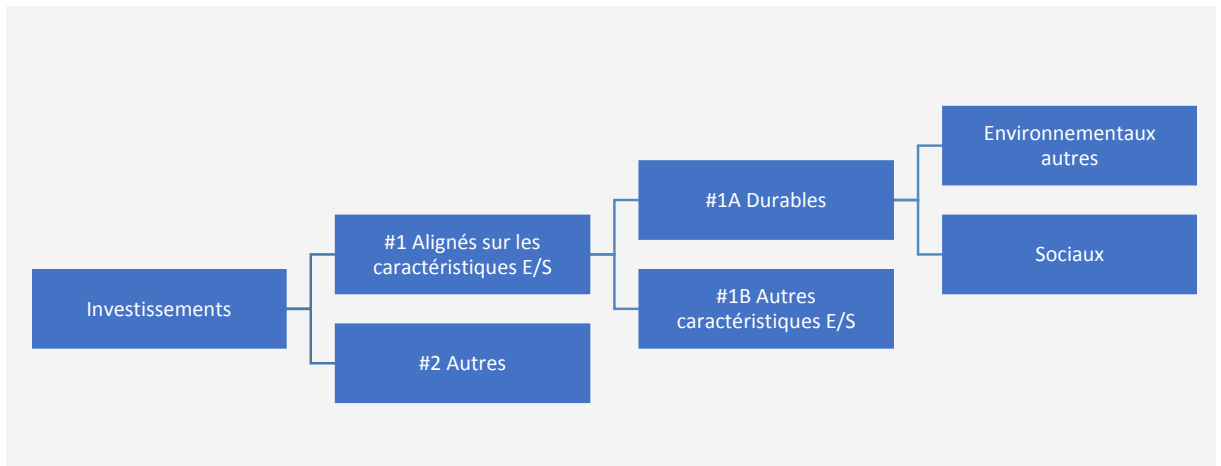 Investissements
#1 Alignés sur les
caractéristiques E/S
#2 Autres
#1A Durables
#1B Autres
caractéristiques E/S
Environnementaux
autres
Sociaux